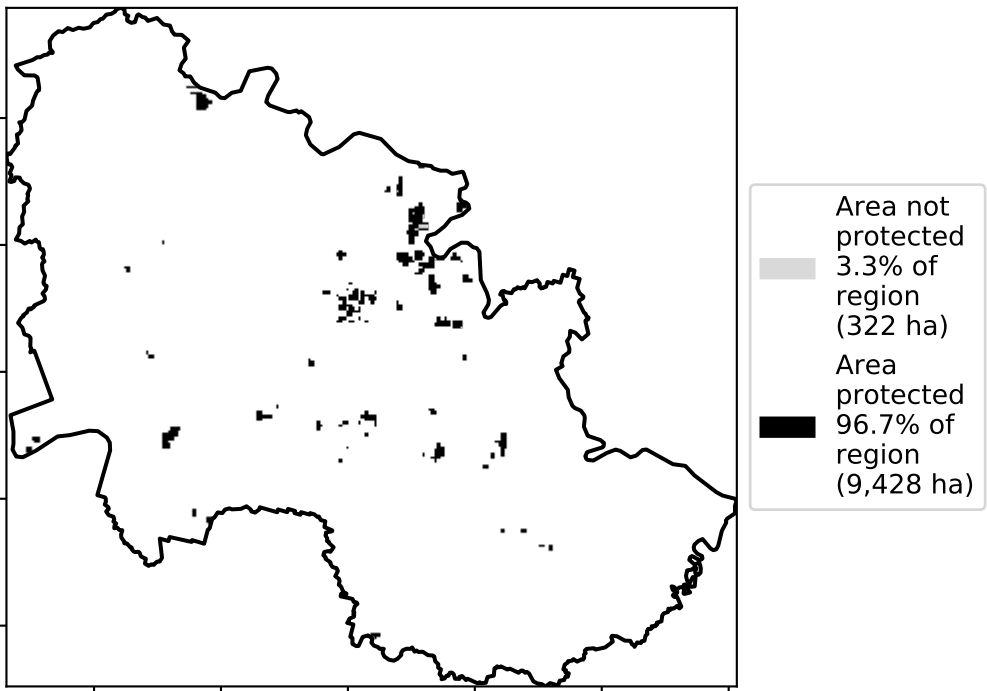 Area not
protected
3.3% of
region
(322 ha)
Area
protected
96.7% of
region
(9,428 ha)